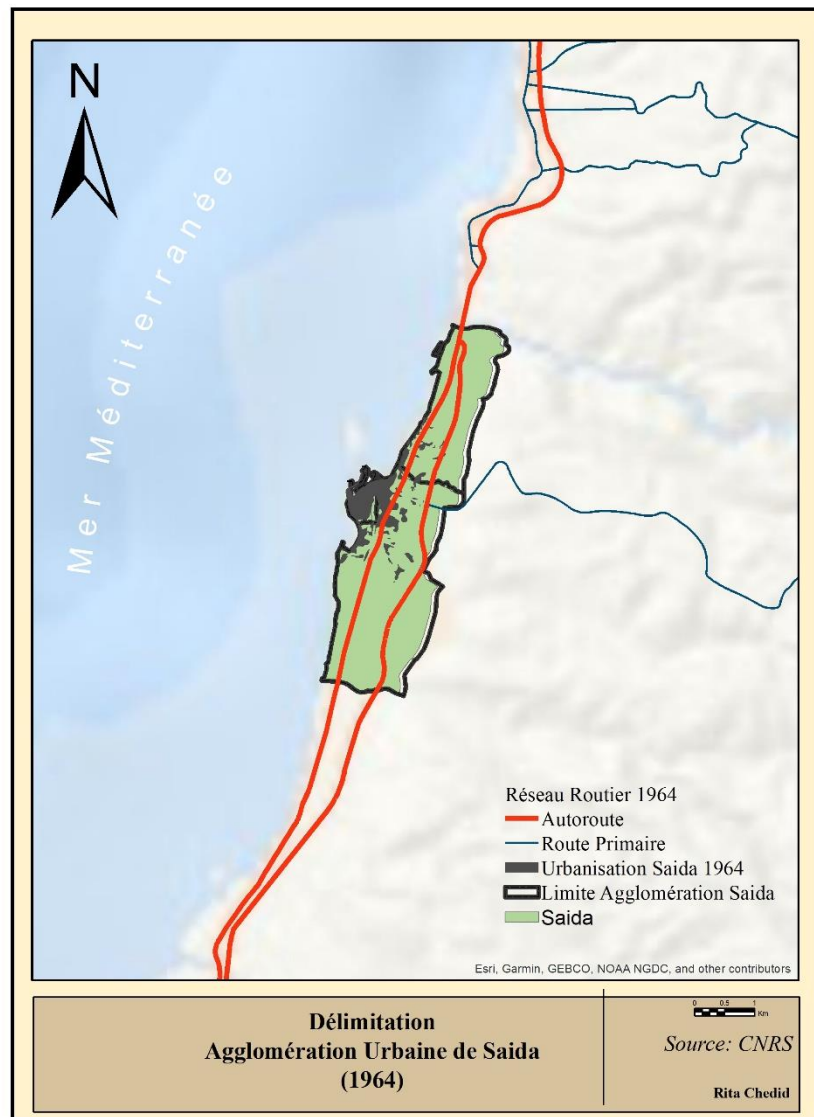 N
Mer Méditerranée
Réseau Routier 1964
Autoroute
Route Primaire
Urbanisation Saida 1964
Limite Agglomération Saida
Saida
Esri, Garmin, GEBCO, NOAA NGDC, and other contributors
Délimitation
Agglomération Urbaine de Saida
(1964)
0 0.5 1
Km
Source: CNRS
Rita Chedid